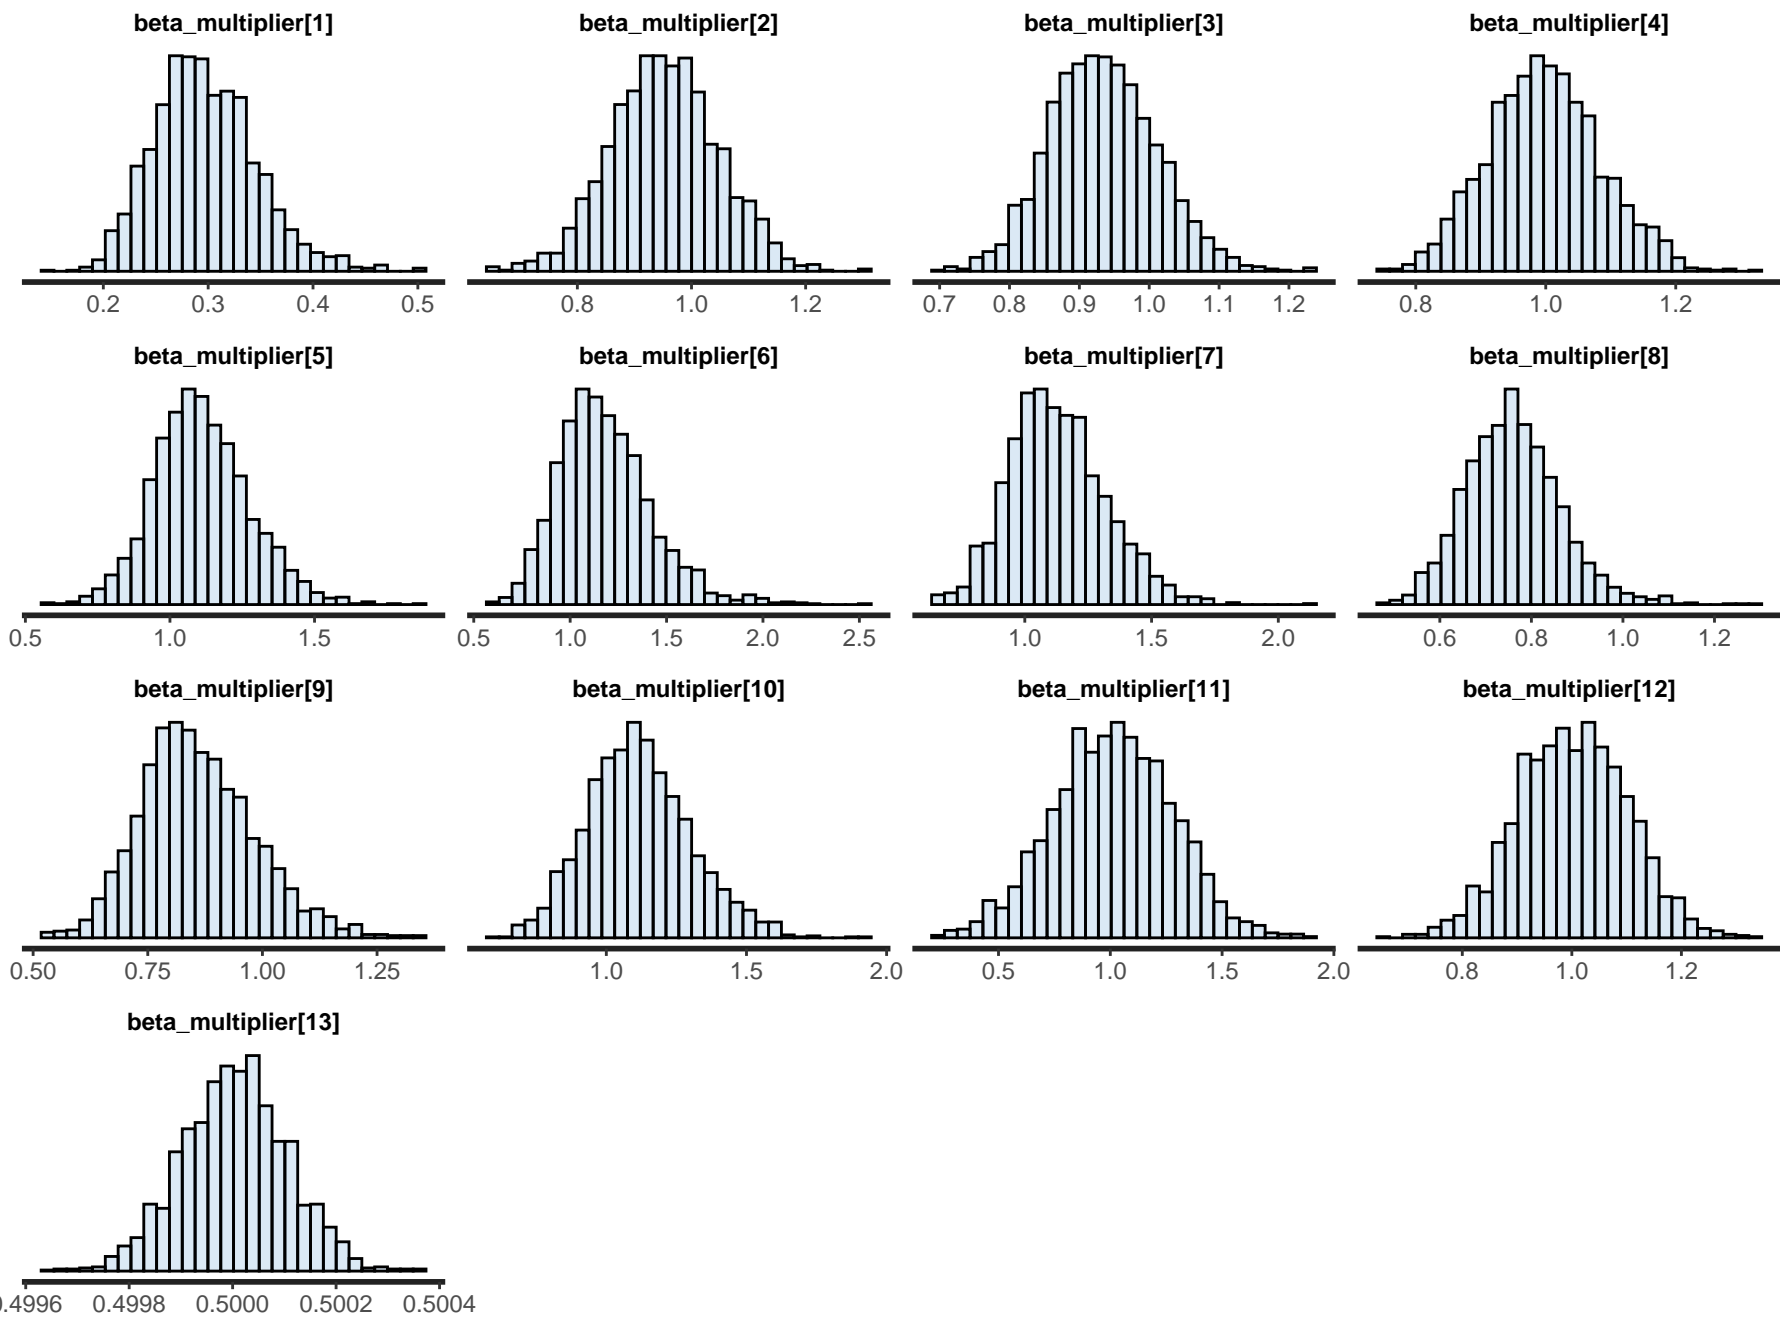 beta_multiplier[1] beta_multiplier[2] beta_multiplier[3] beta_multiplier[4]
0.2 0.3 0.4 0.5 0.8 1.0 1.2 0.7 0.8 0.9 1.0 1.1 1.2 0.8 1.0 1.2
beta_multiplier[5] beta_multiplier[6] beta_multiplier[7] beta_multiplier[8]
0.5 1.0 1.5 0.5 1.0 1.5 2.0 2.5 1.0 1.5 2.0 0.6 0.8 1.0 1.2
beta_multiplier[9] beta_multiplier[10] beta_multiplier[11] beta_multiplier[12]
0.50 0.75 1.00 1.25 1.0 1.5 2.0 0.5 1.0 1.5 2.0 0.8 1.0 1.2
beta_multiplier[13]
0.4996 0.4998 0.5000 0.5002 0.5004